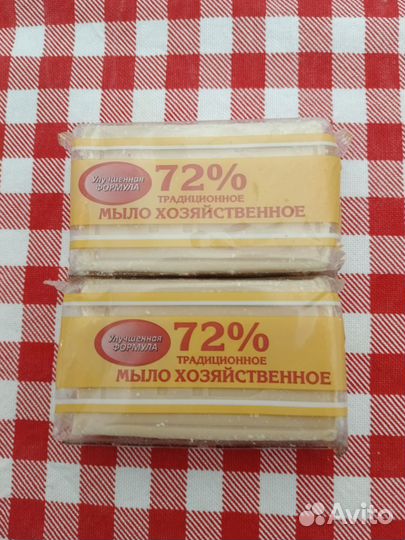 Улучшенная
ФОРМУЛА
72%
ТРАДИЦИОННОЕ
МЫЛО ХОЗЯЙСТВЕННОЕ
Улучшенная
ФОРМУЛА
72%
ТРАДИЦИОННОЕ
МЫЛО ХОЗЯЙСТВЕННОЕ
Avito